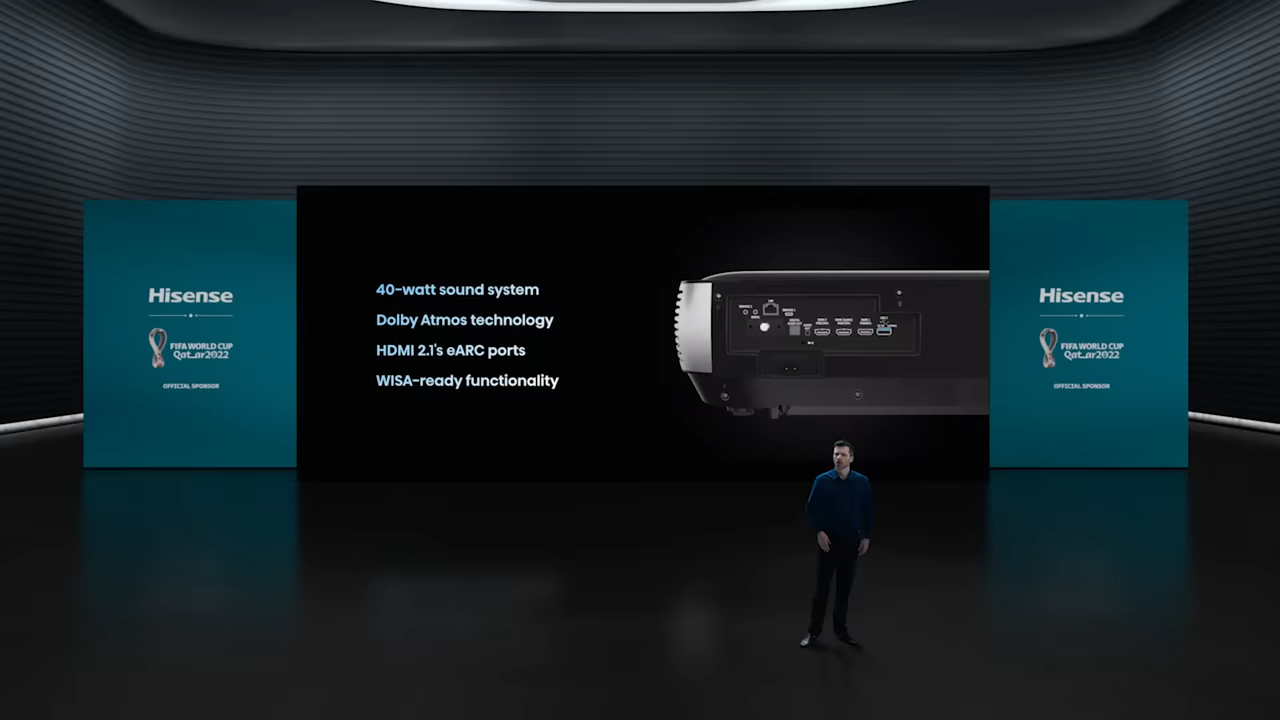 Hisense
FIFA WORLD CUP
Qatar2022
OFFICIAL SPONSOR
40-watt sound system
Dolby Atmos technology
HDMI 2.1's eARC ports
WISA-ready functionality
Hisense
FIFA WORLD CUP
Qatar2022
OFFICIAL SPONSOR